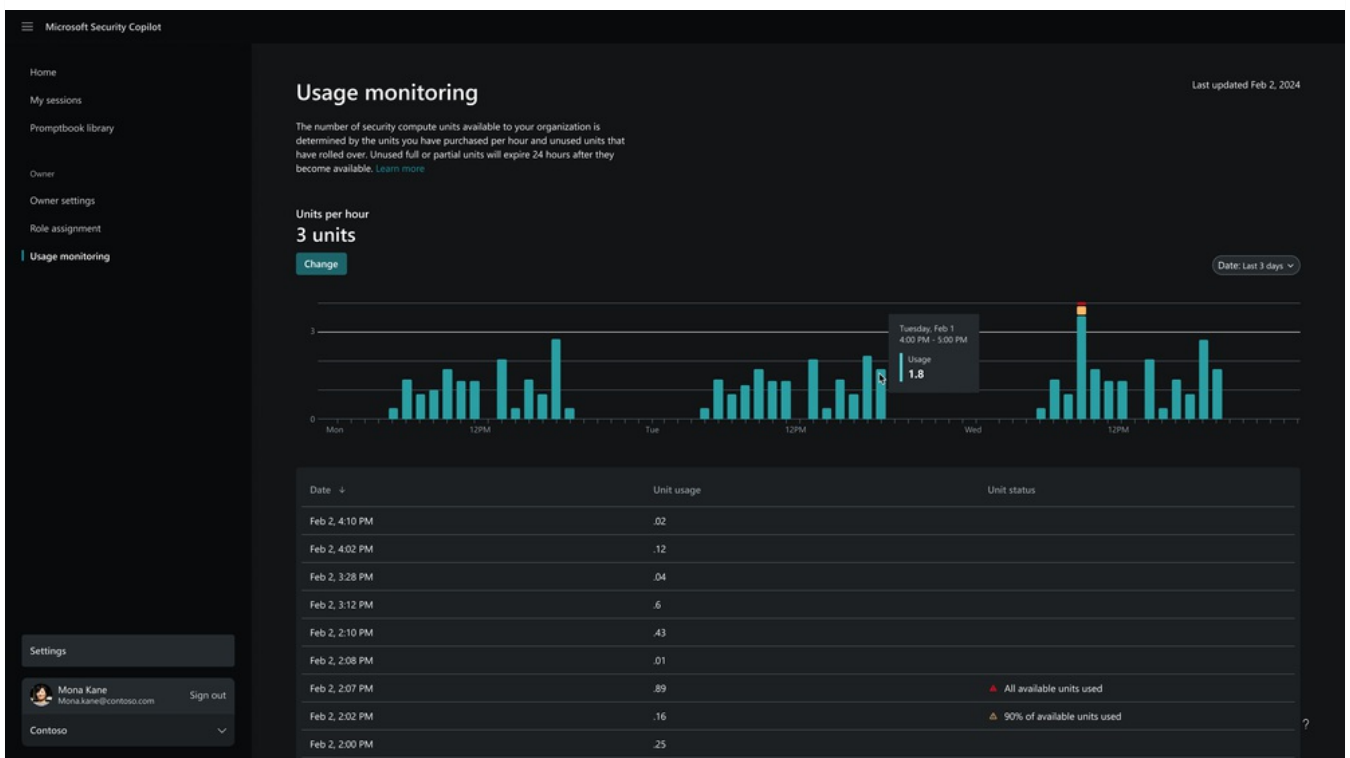 Microsoft Security Copilot
Home
My sessions
Promptbook library
Owner
Owner settings
Role assignment
Usage monitoring
Settings
Mona Kane
Mona.kane@contoso.com
Sign out
Contoso
Usage monitoring
Last updated Feb 2, 2024
The number of security compute units available to your organization is
determined by the units you have purchased per hour and unused units that
have rolled over. Unused full or partial units will expire 24 hours after they
become available. Learn more
Units per hour
3 units
Change
Date: Last 3 days
3
0
Mon 12PM Tue 12PM Wed 12PM
Tuesday, Feb 1
4:00 PM - 5:00 PM
Usage
1.8
Date ↓ Unit usage Unit status
Feb 2, 4:10 PM .02
Feb 2, 4:02 PM .12
Feb 2, 3:28 PM .04
Feb 2, 3:12 PM .6
Feb 2, 2:10 PM .43
Feb 2, 2:08 PM .01
Feb 2, 2:07 PM .89 All available units used
Feb 2, 2:02 PM .16 90% of available units used
Feb 2, 2:00 PM .25
?